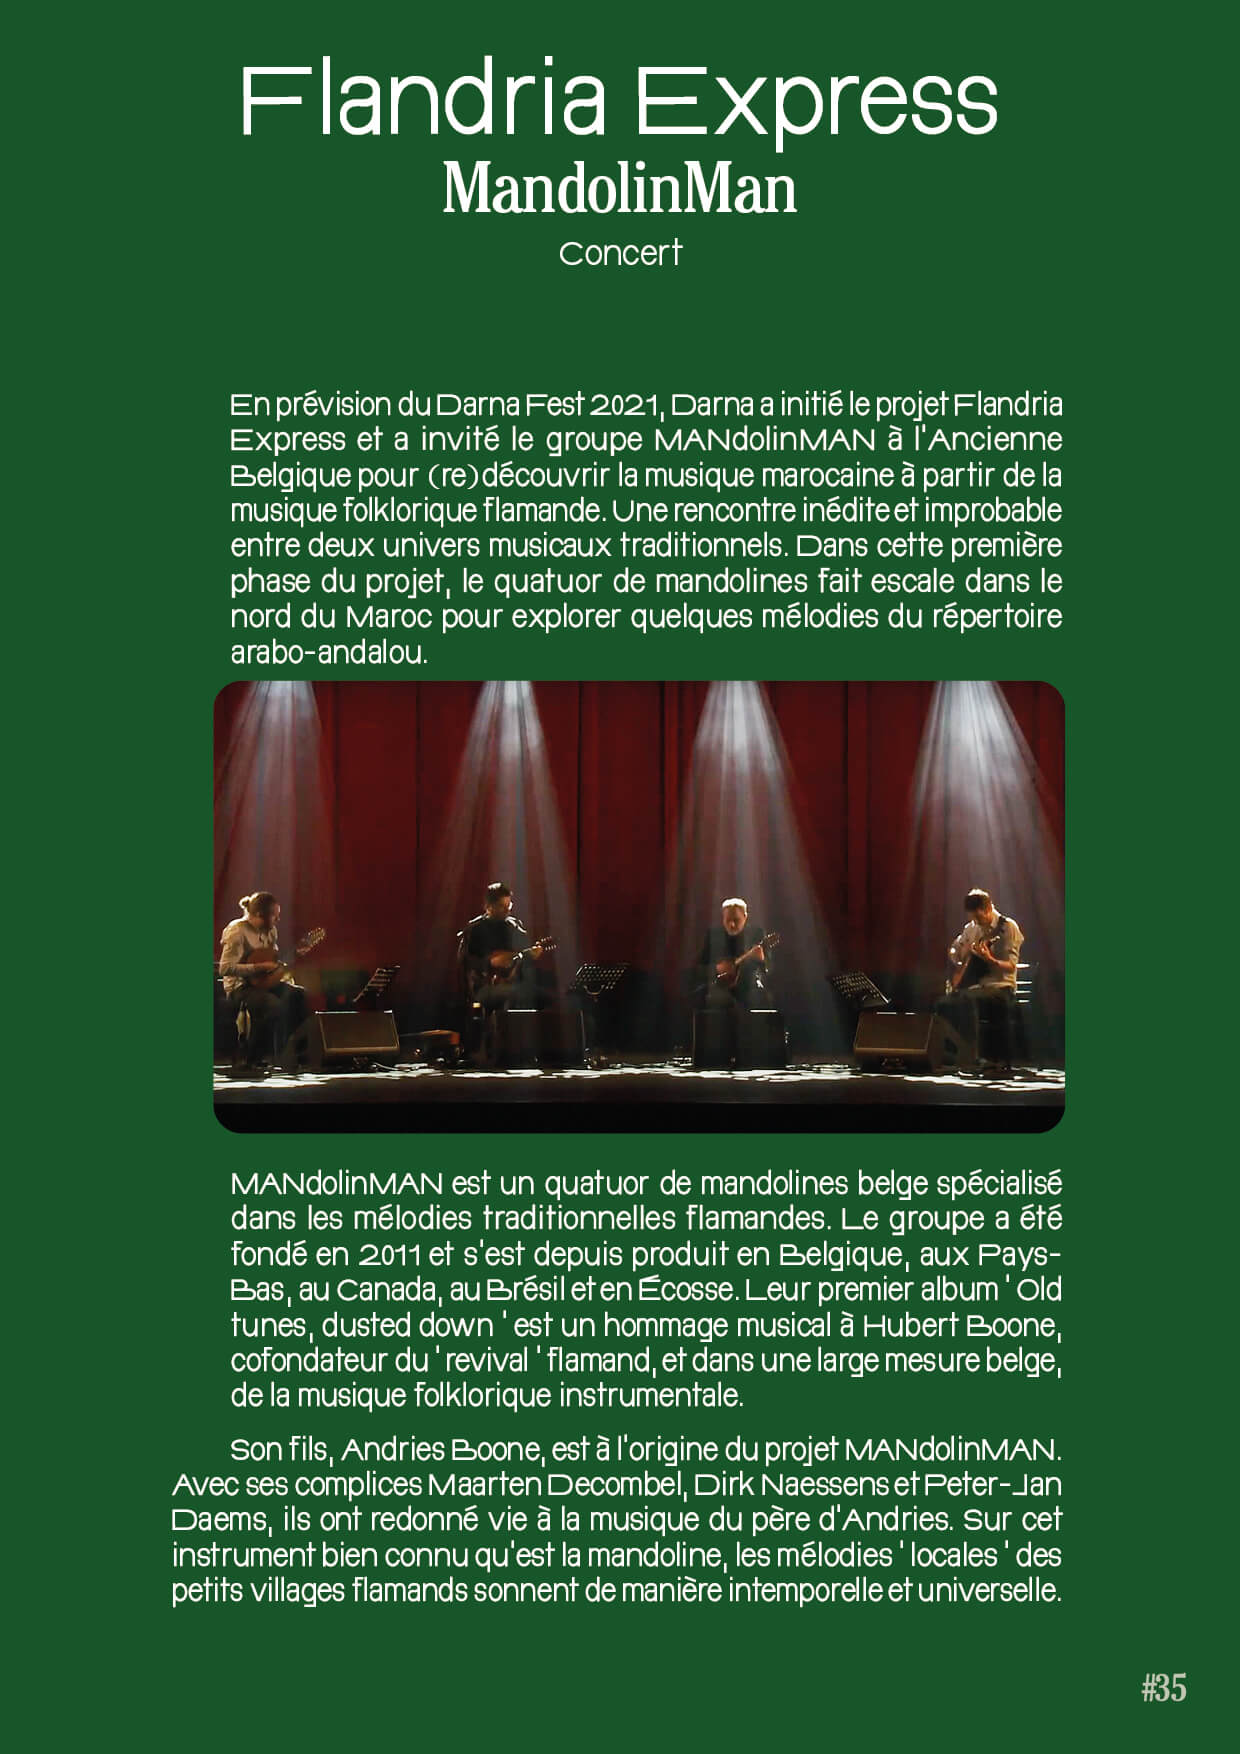 Flandria Express
MandolinMan
Concert
En prévision du Darna Fest 2021, Darna a initié le projet Flandria
Express et a invité le groupe MANdolinMAN à l'Ancienne
Belgique pour (re)découvrir la musique marocaine à partir de la
musique folklorique flamande. Une rencontre inédite et improbable
entre deux univers musicaux traditionnels. Dans cette première
phase du projet, le quatuor de mandolines fait escale dans le
nord du Maroc pour explorer quelques mélodies du répertoire
arabo-andalou.
MANdolinMAN est un quatuor de mandolines belge spécialisé
dans les mélodies traditionnelles flamandes. Le groupe a été
fondé en 2011 et s'est depuis produit en Belgique, aux Pays-
Bas, au Canada, au Brésil et en Écosse. Leur premier album ' Old
tunes, dusted down ' est un hommage musical à Hubert Boone,
cofondateur du ' revival ' flamand, et dans une large mesure belge,
de la musique folklorique instrumentale.
Son fils, Andries Boone, est à l'origine du projet MANdolinMAN.
Avec ses complices Maarten Decombel, Dirk Naessens et Peter-Jan
Daems, ils ont redonné vie à la musique du père d'Andries. Sur cet
instrument bien connu qu'est la mandoline, les mélodies ' locales ' des
petits villages flamands sonnent de manière intemporelle et universelle.
#35